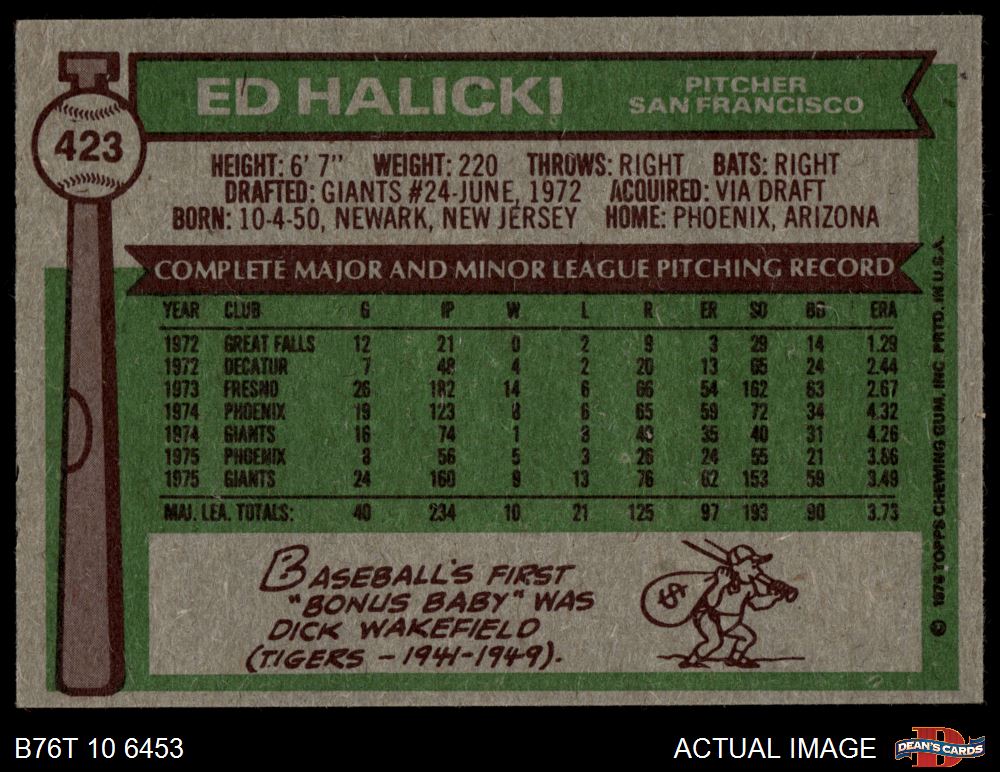 ED HALICKI
PITCHER
SAN FRANCISCO
423
HEIGHT: 6' 7" WEIGHT: 220 THROWS: RIGHT BATS: RIGHT
DRAFTED: GIANTS #24-JUNE, 1972 ACQUIRED: VIA DRAFT
BORN: 10-4-50, NEWARK, NEW JERSEY HOME: PHOENIX, ARIZONA
COMPLETE MAJOR AND MINOR LEAGUE PITCHING RECORD
YEAR CLUB G IP W L R ER SO BB ERA
1972 GREAT FALLS 12 21 0 2 9 3 29 14 1.29
1972 DECATUR 7 48 4 2 20 13 65 24 2.44
1973 FRESNO 26 182 14 6 66 54 162 63 2.67
1974 PHOENIX 19 123 6 65 59 72 34 4.32
1974 GIANTS 16 74 1 3 35 40 31 4.26
1975 PHOENIX 56 5 3 26 24 55 21 3.86
1975 GIANTS 24 160 9 13 76 62 153 59 3.49
MAJ. LEA. TOTALS: 40 234 10 21 125 97 193 90 3.73
BASEBALL'S FIRST
"BONUS BABY" WAS
DICK WAKEFIELD
(TIGERS - 1941-1949).
$
© 1976 TOPPS CHEWING GUM, INC. PRTD. IN U.S.A.
B76T 10 6453
ACTUAL IMAGE
D
DEAN'S CARDS